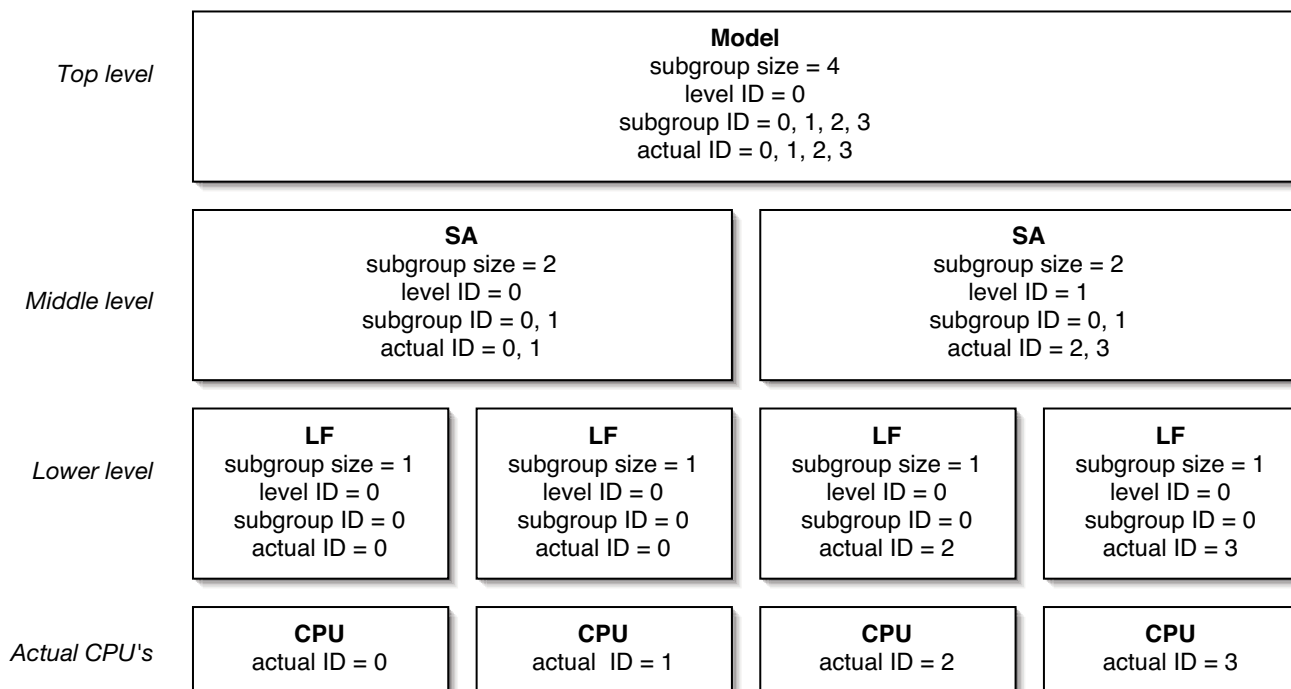 Top level
Model
subgroup size = 4
level ID = 0
subgroup ID = 0, 1, 2, 3
actual ID = 0, 1, 2, 3
Middle level
SA
subgroup size = 2
level ID = 0
subgroup ID = 0, 1
actual ID = 0, 1
SA
subgroup size = 2
level ID = 1
subgroup ID = 0, 1
actual ID = 2, 3
Lower level
LF
subgroup size = 1
level ID = 0
subgroup ID = 0
actual ID = 0
LF
subgroup size = 1
level ID = 0
subgroup ID = 0
actual ID = 0
LF
subgroup size = 1
level ID = 0
subgroup ID = 0
actual ID = 2
LF
subgroup size = 1
level ID = 0
subgroup ID = 0
actual ID = 3
Actual CPU's
CPU
actual ID = 0
CPU
actual  ID = 1
CPU
actual ID = 2
CPU
actual ID = 3